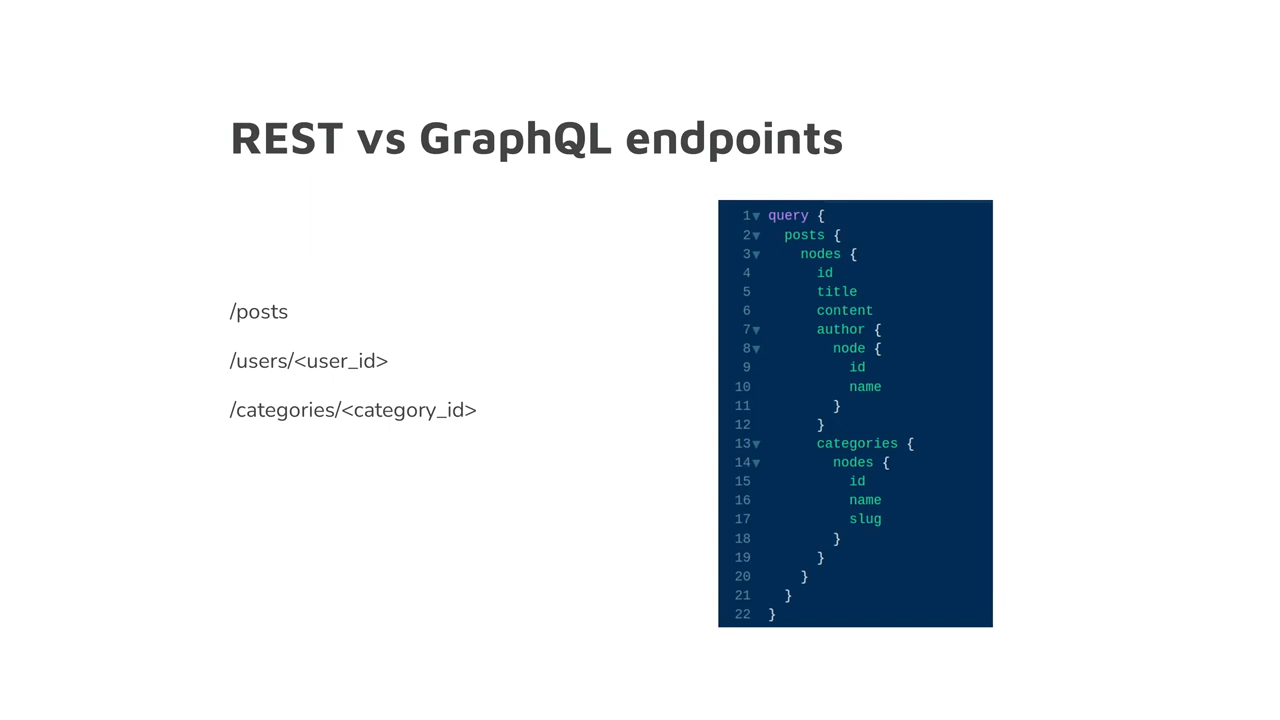 REST vs GraphQL endpoints
/posts
/users/<user_id>
/categories/<category_id>
1 query {
2 posts {
3 nodes {
4 id
5 title
6 content
7 author {
8 node {
9 id
10 name
11 }
12 }
13 categories {
14 nodes {
15 id
16 name
17 slug
18 }
19 }
20 }
21 }
22 }